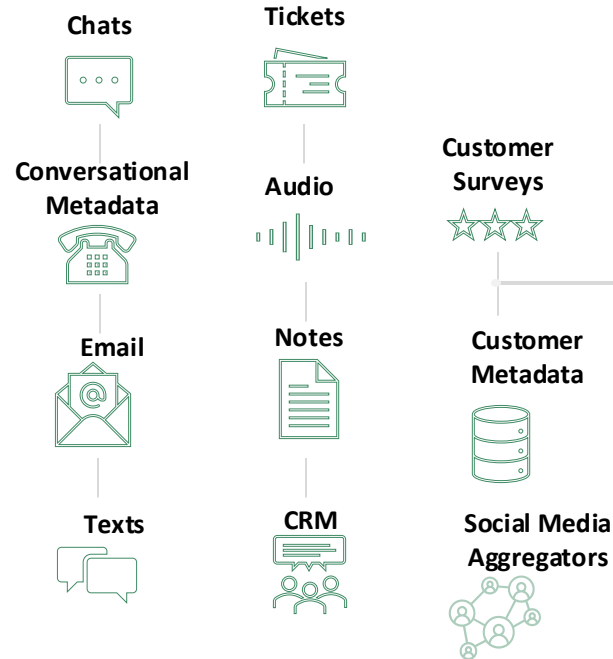 Chats
Conversational
Metadata
Email
@
Texts
Tickets
Audio
Notes
CRM
Customer
Surveys
Customer
Metadata
Social Media
Aggregators